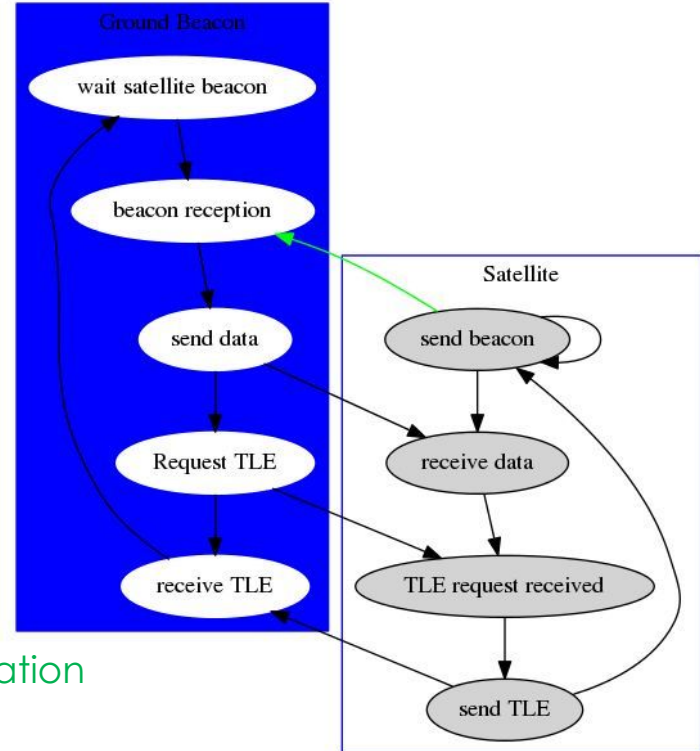 Ground Beacon
wait satellite beacon
beacon reception
send data
Request TLE
receive TLE
Satellite
send beacon
receive data
TLE request received
send TLE
ation